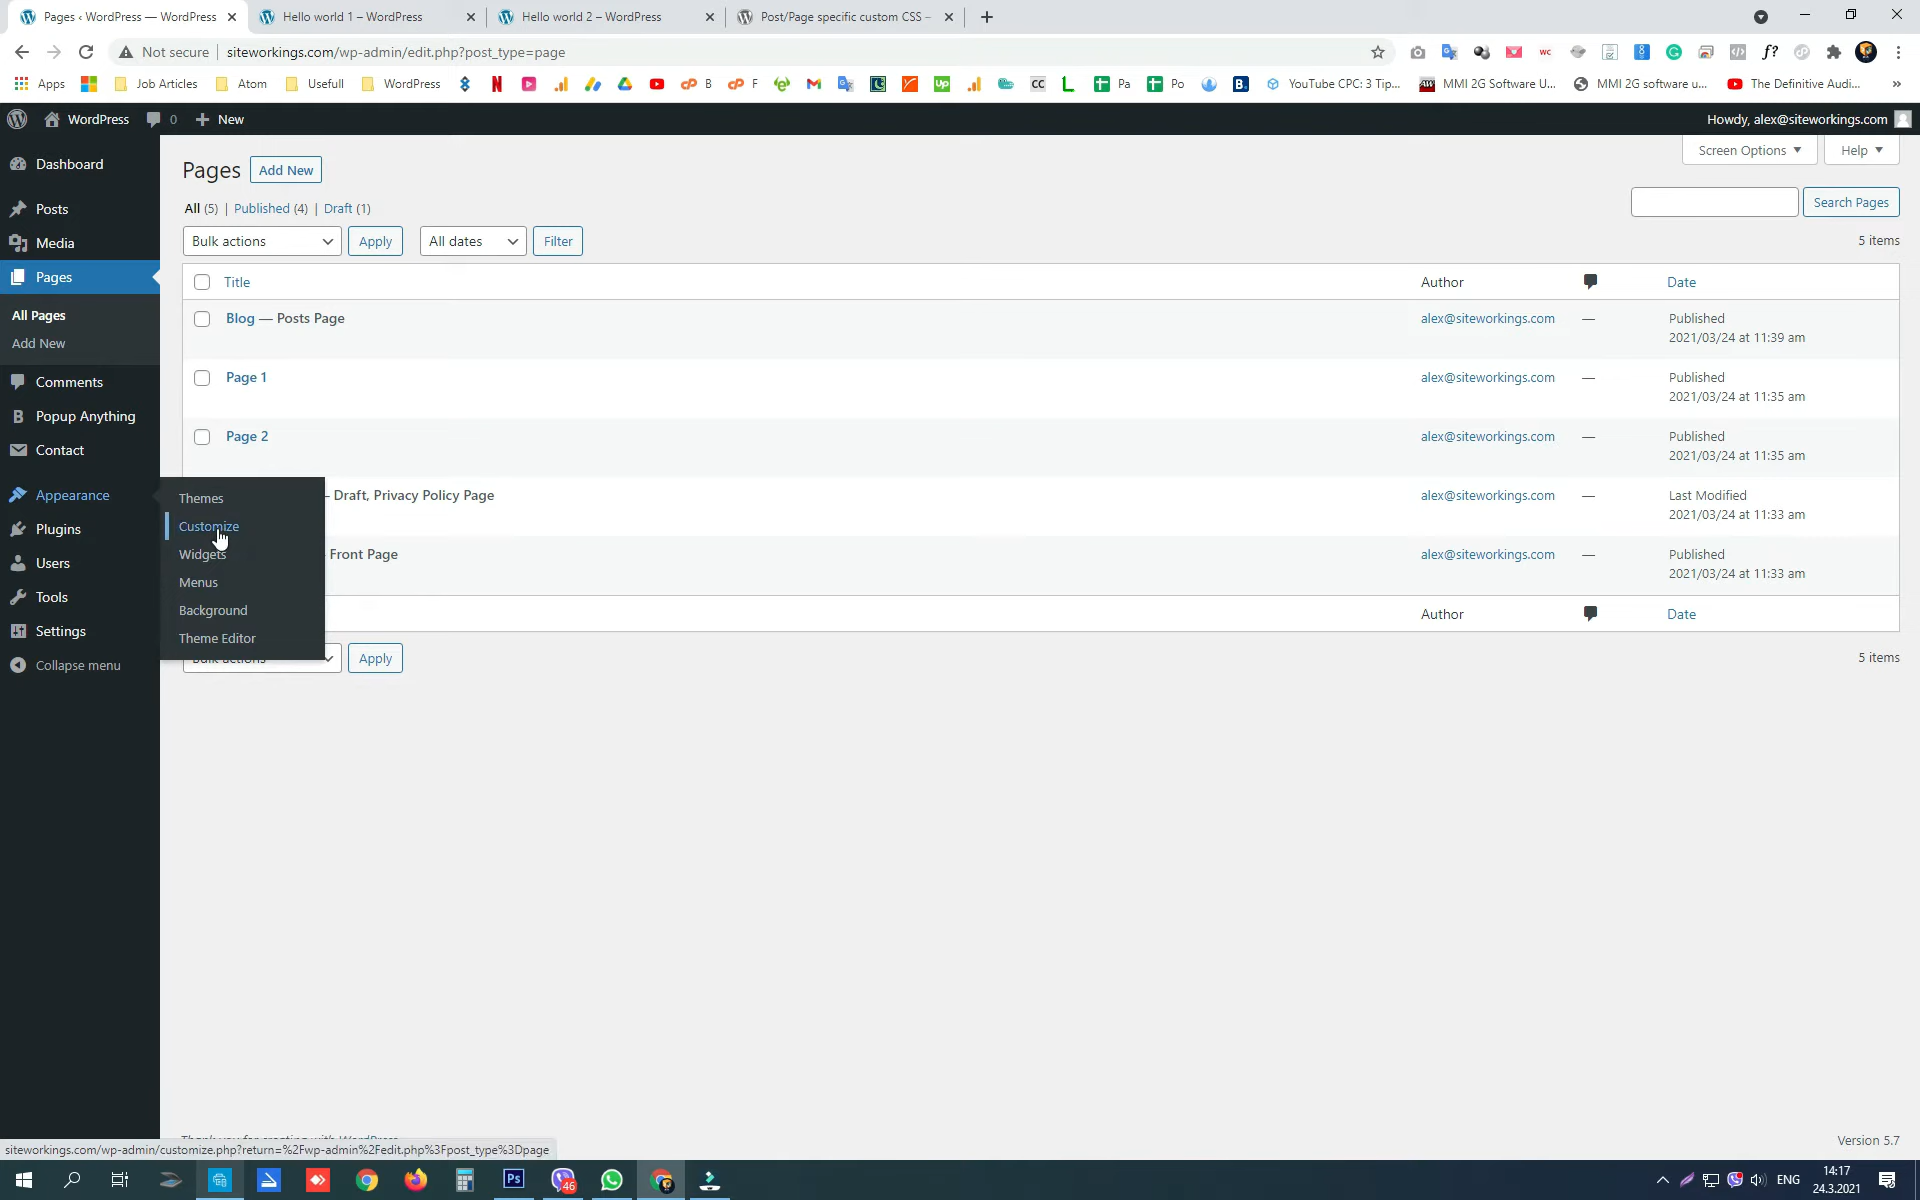 Pages ‹ WordPress — WordPress
Hello world 1 – WordPress
Hello world 2 – WordPress
Post/Page specific custom CSS –
Not secure
siteworkings.com/wp-admin/edit.php?post_type=page
Apps
Job Articles
Atom
Usefull
WordPress
B
F
Pa
Po
YouTube CPC: 3 Tip...
MMI 2G Software U...
MMI 2G software u...
The Definitive Audi...
»
WordPress
0
New
Howdy, alex@siteworkings.com
Dashboard
Posts
Media
Pages
All Pages
Add New
Comments
Popup Anything
Contact
Appearance
Plugins
Users
Tools
Settings
Collapse menu
Themes
Customize
Widgets
Menus
Background
Theme Editor
Pages
Add New
Screen Options
Help
All (5) | Published (4) | Draft (1)
Search Pages
Bulk actions
Apply
All dates
Filter
5 items
Title
Author
Date
Blog — Posts Page
alex@siteworkings.com
—
Published
2021/03/24 at 11:39 am
Page 1
alex@siteworkings.com
—
Published
2021/03/24 at 11:35 am
Page 2
alex@siteworkings.com
—
Published
2021/03/24 at 11:35 am
– Draft, Privacy Policy Page
alex@siteworkings.com
—
Last Modified
2021/03/24 at 11:33 am
Front Page
alex@siteworkings.com
—
Published
2021/03/24 at 11:33 am
Author
Date
Bulk actions
Apply
5 items
Thank you for creating with WordPress
Version 5.7
siteworkings.com/wp-admin/customize.php?return=%2Fwp-admin%2Fedit.php%3Fpost_type%3Dpage
Ps
46
ENG
14:17
24.3.2021